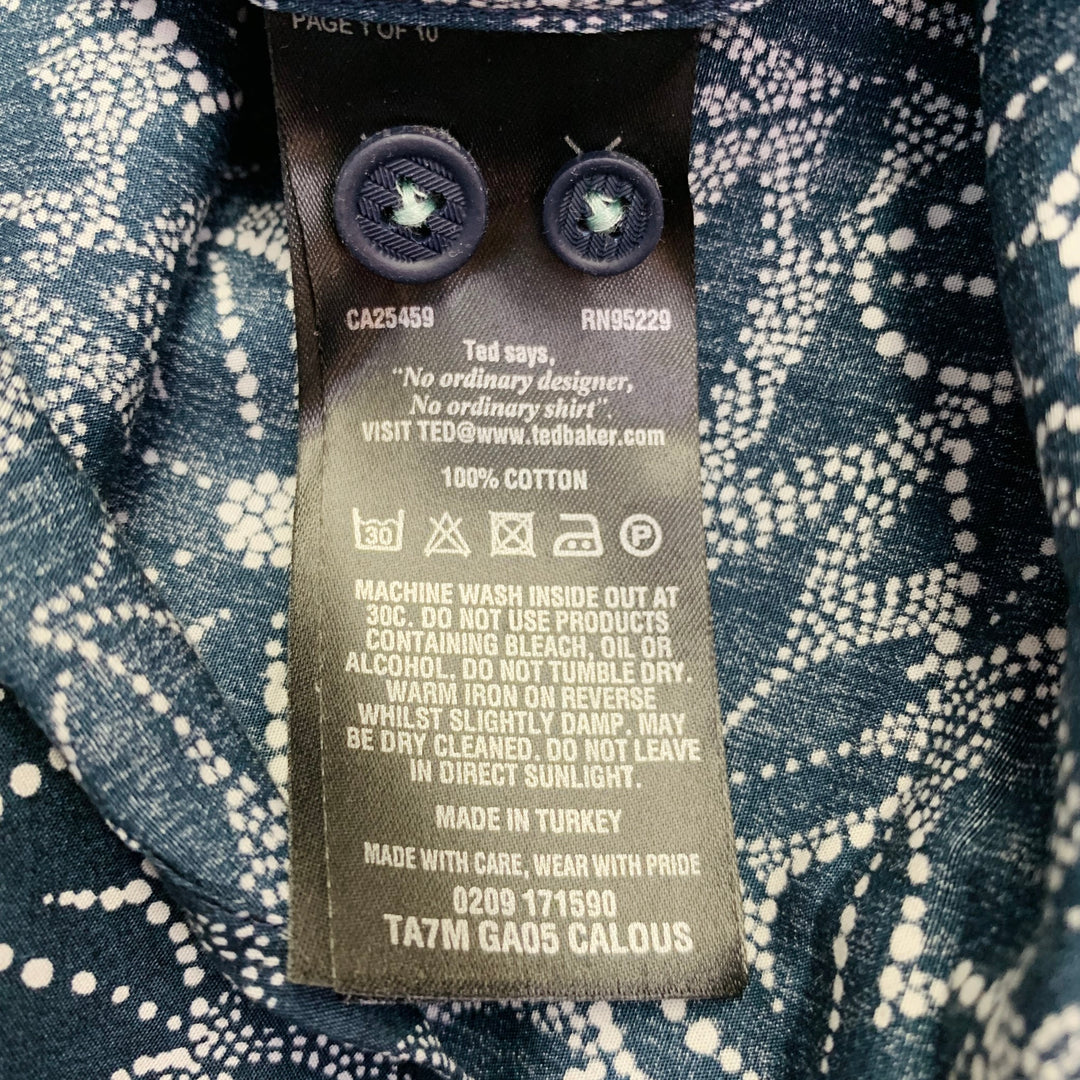 PAGE 1 OF 10
CA25459 RN95229
Ted says,
"No ordinary designer,
No ordinary shirt".
VISIT TED@www.tedbaker.com
100% COTTON
30 P
MACHINE WASH INSIDE OUT AT
30C. DO NOT USE PRODUCTS
CONTAINING BLEACH, OIL OR
ALCOHOL. DO NOT TUMBLE DRY.
WARM IRON ON REVERSE
WHILST SLIGHTLY DAMP. MAY
BE DRY CLEANED. DO NOT LEAVE
IN DIRECT SUNLIGHT.
MADE IN TURKEY
MADE WITH CARE, WEAR WITH PRIDE
0209 171590
TA7M GA05 CALOUS